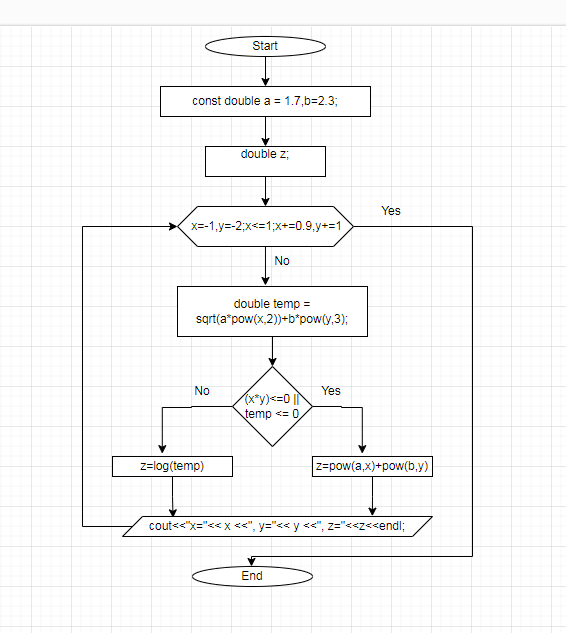 Start
const double a = 1.7,b=2.3;
double z;
x=-1,y=-2;x<=1;x+=0.9,y+=1
Yes
No
double temp =
sqrt(a*pow(x,2))+b*pow(y,3);
(x*y)<=0 ||
temp <= 0
No
Yes
z=log(temp)
z=pow(a,x)+pow(b,y)
cout<<"x="<< x <<", y="<< y <<", z="<<z<<endl;
End